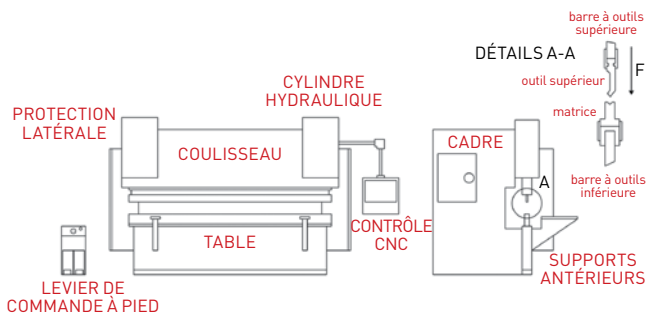 barre à outils
supérieure
DÉTAILS A-A
F
outil supérieur
CYLINDRE
HYDRAULIQUE
PROTECTION
LATÉRALE
matrice
COULISSEAU
CADRE
barre à outils
inférieure
A
CONTRÔLE
CNC
TABLE
SUPPORTS
ANTÉRIEURS
LEVIER DE
COMMANDE À PIED